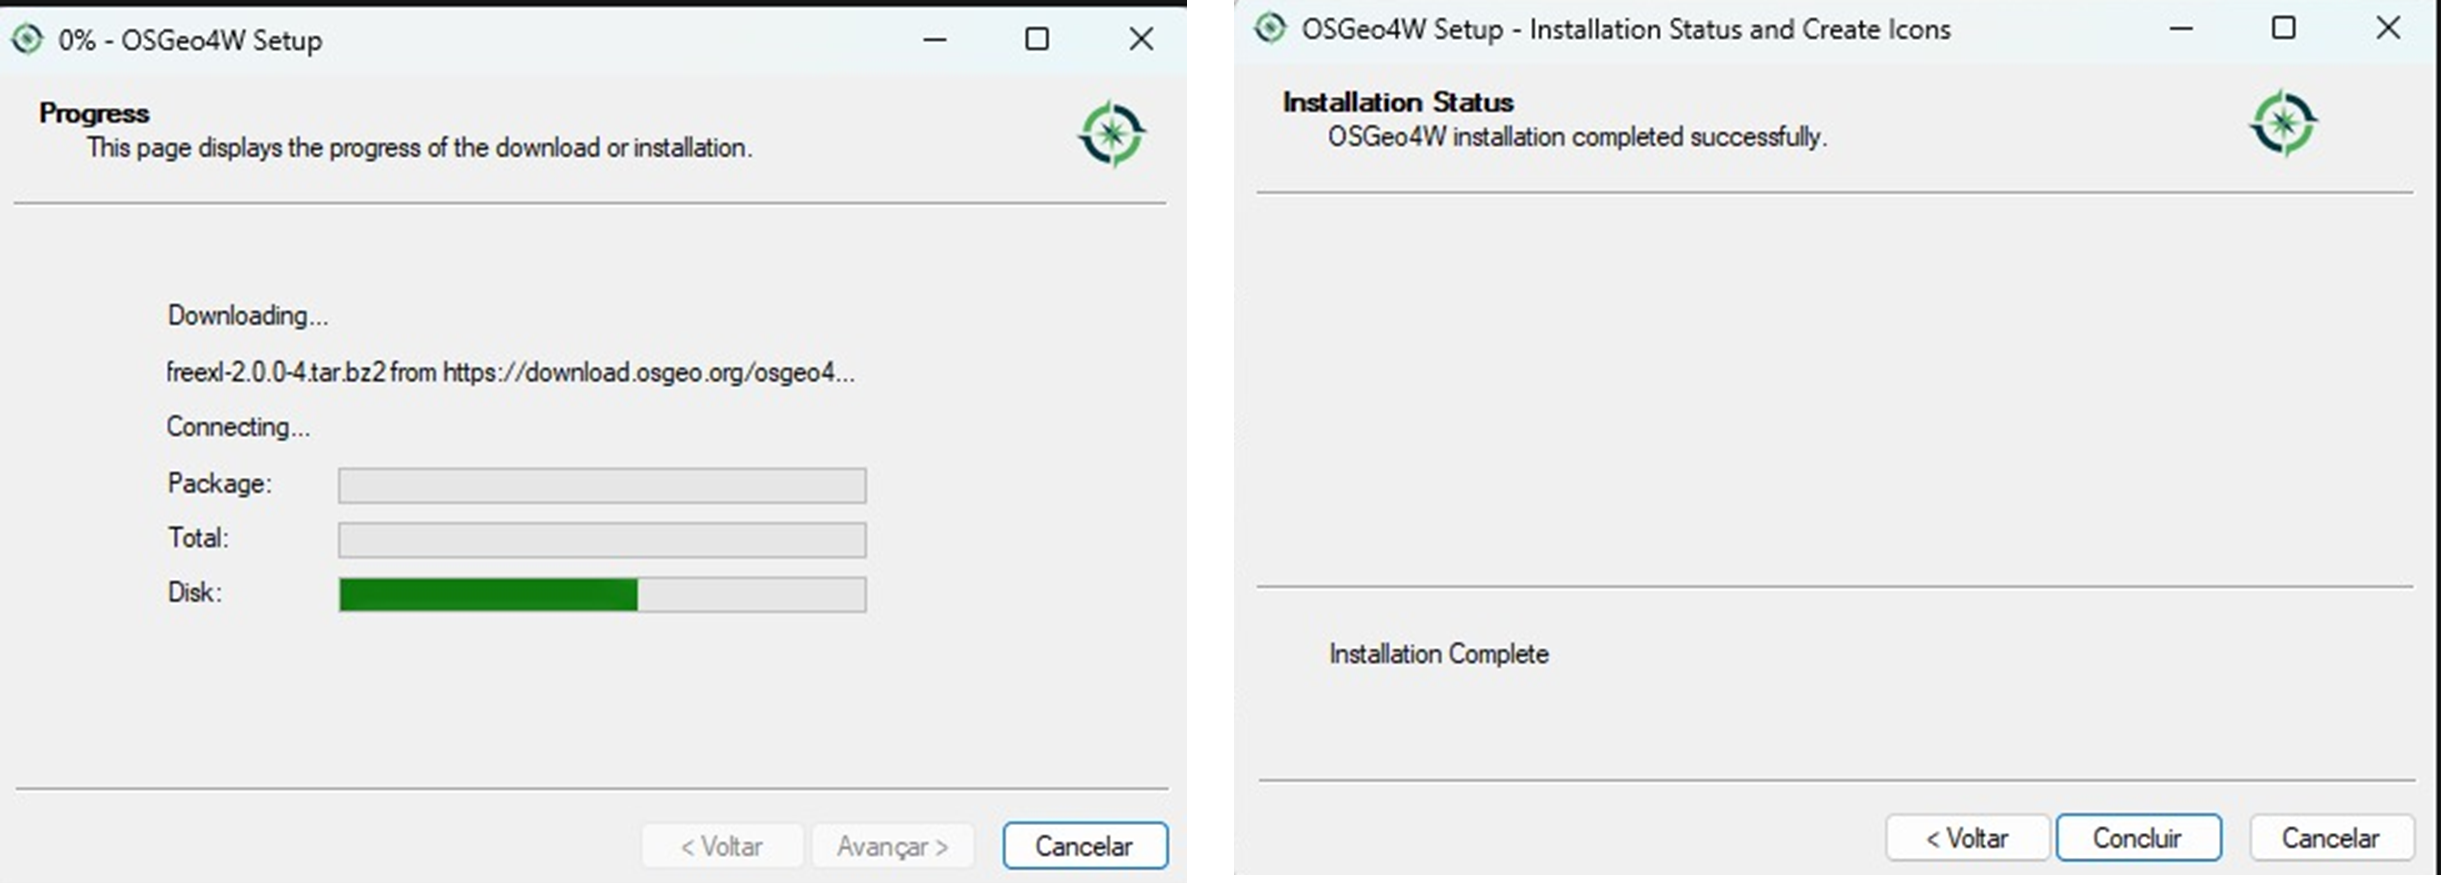 0% - OSGeo4W Setup
Progress
This page displays the progress of the download or installation.
Downloading...
freexl-2.0.0-4.tar.bz2 from https://download.osgeo.org/osgeo4...
Connecting...
Package:
Total:
Disk:
< Voltar
Avançar >
Cancelar
OSGeo4W Setup - Installation Status and Create Icons
Installation Status
OSGeo4W installation completed successfully.
Installation Complete
< Voltar
Concluir
Cancelar